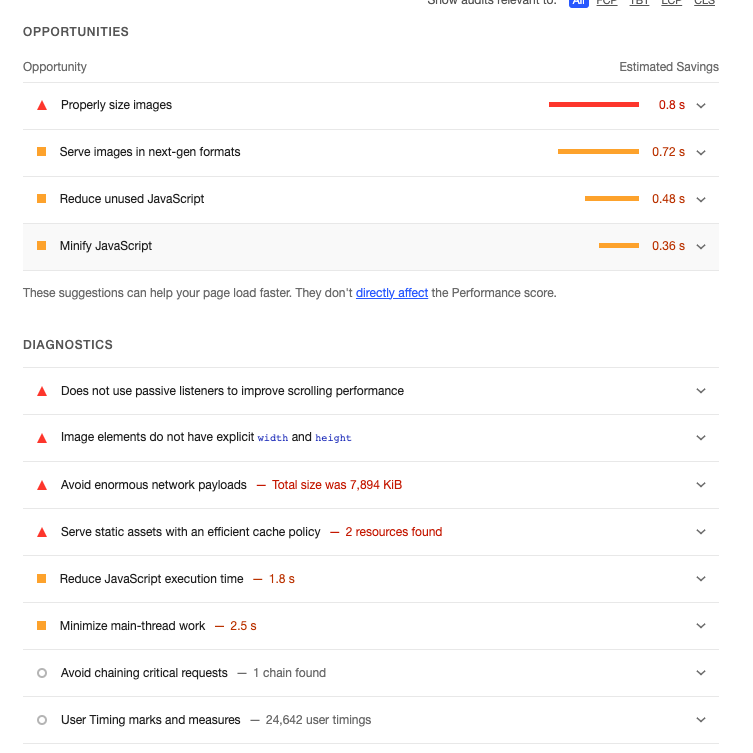 Show audits relevant to: All FCP TBT LCP CLS
OPPORTUNITIES
Opportunity Estimated Savings
Properly size images 0.8 s
Serve images in next-gen formats 0.72 s
Reduce unused JavaScript 0.48 s
Minify JavaScript 0.36 s
These suggestions can help your page load faster. They don't directly affect the Performance score.
DIAGNOSTICS
Does not use passive listeners to improve scrolling performance
Image elements do not have explicit width and height
Avoid enormous network payloads — Total size was 7,894 KiB
Serve static assets with an efficient cache policy — 2 resources found
Reduce JavaScript execution time — 1.8 s
Minimize main-thread work — 2.5 s
Avoid chaining critical requests — 1 chain found
User Timing marks and measures — 24,642 user timings